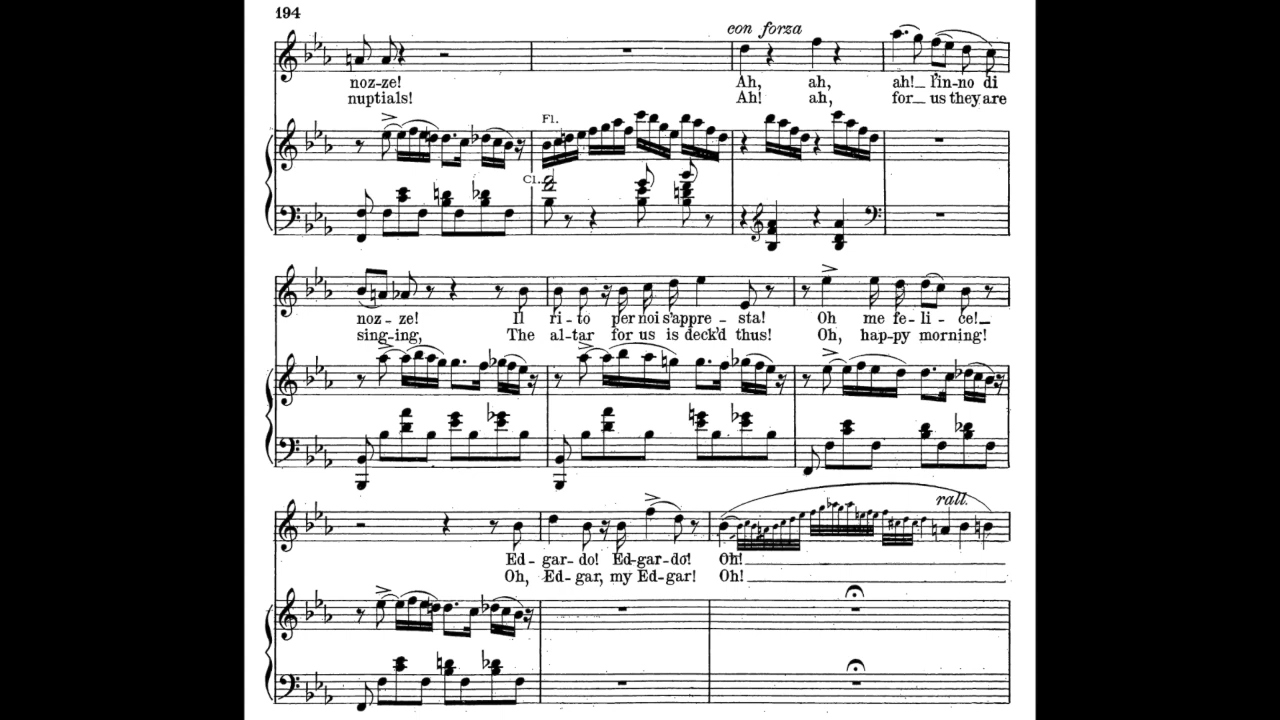 194
con forza
noz-ze! Ah, ah, ah! l'in-no di
nuptials! Ah! ah, for us they are
Fl.
Cl.
noz-ze! Il ri-to per noi s'appre-sta! Oh me fe-li-ce!
sing-ing, The al-tar for us is deck'd thus! Oh, hap-py morning!
rall.
Ed-gar-do! Ed-gar-do! Oh!
Oh, Ed-gar, my Ed-gar! Oh!